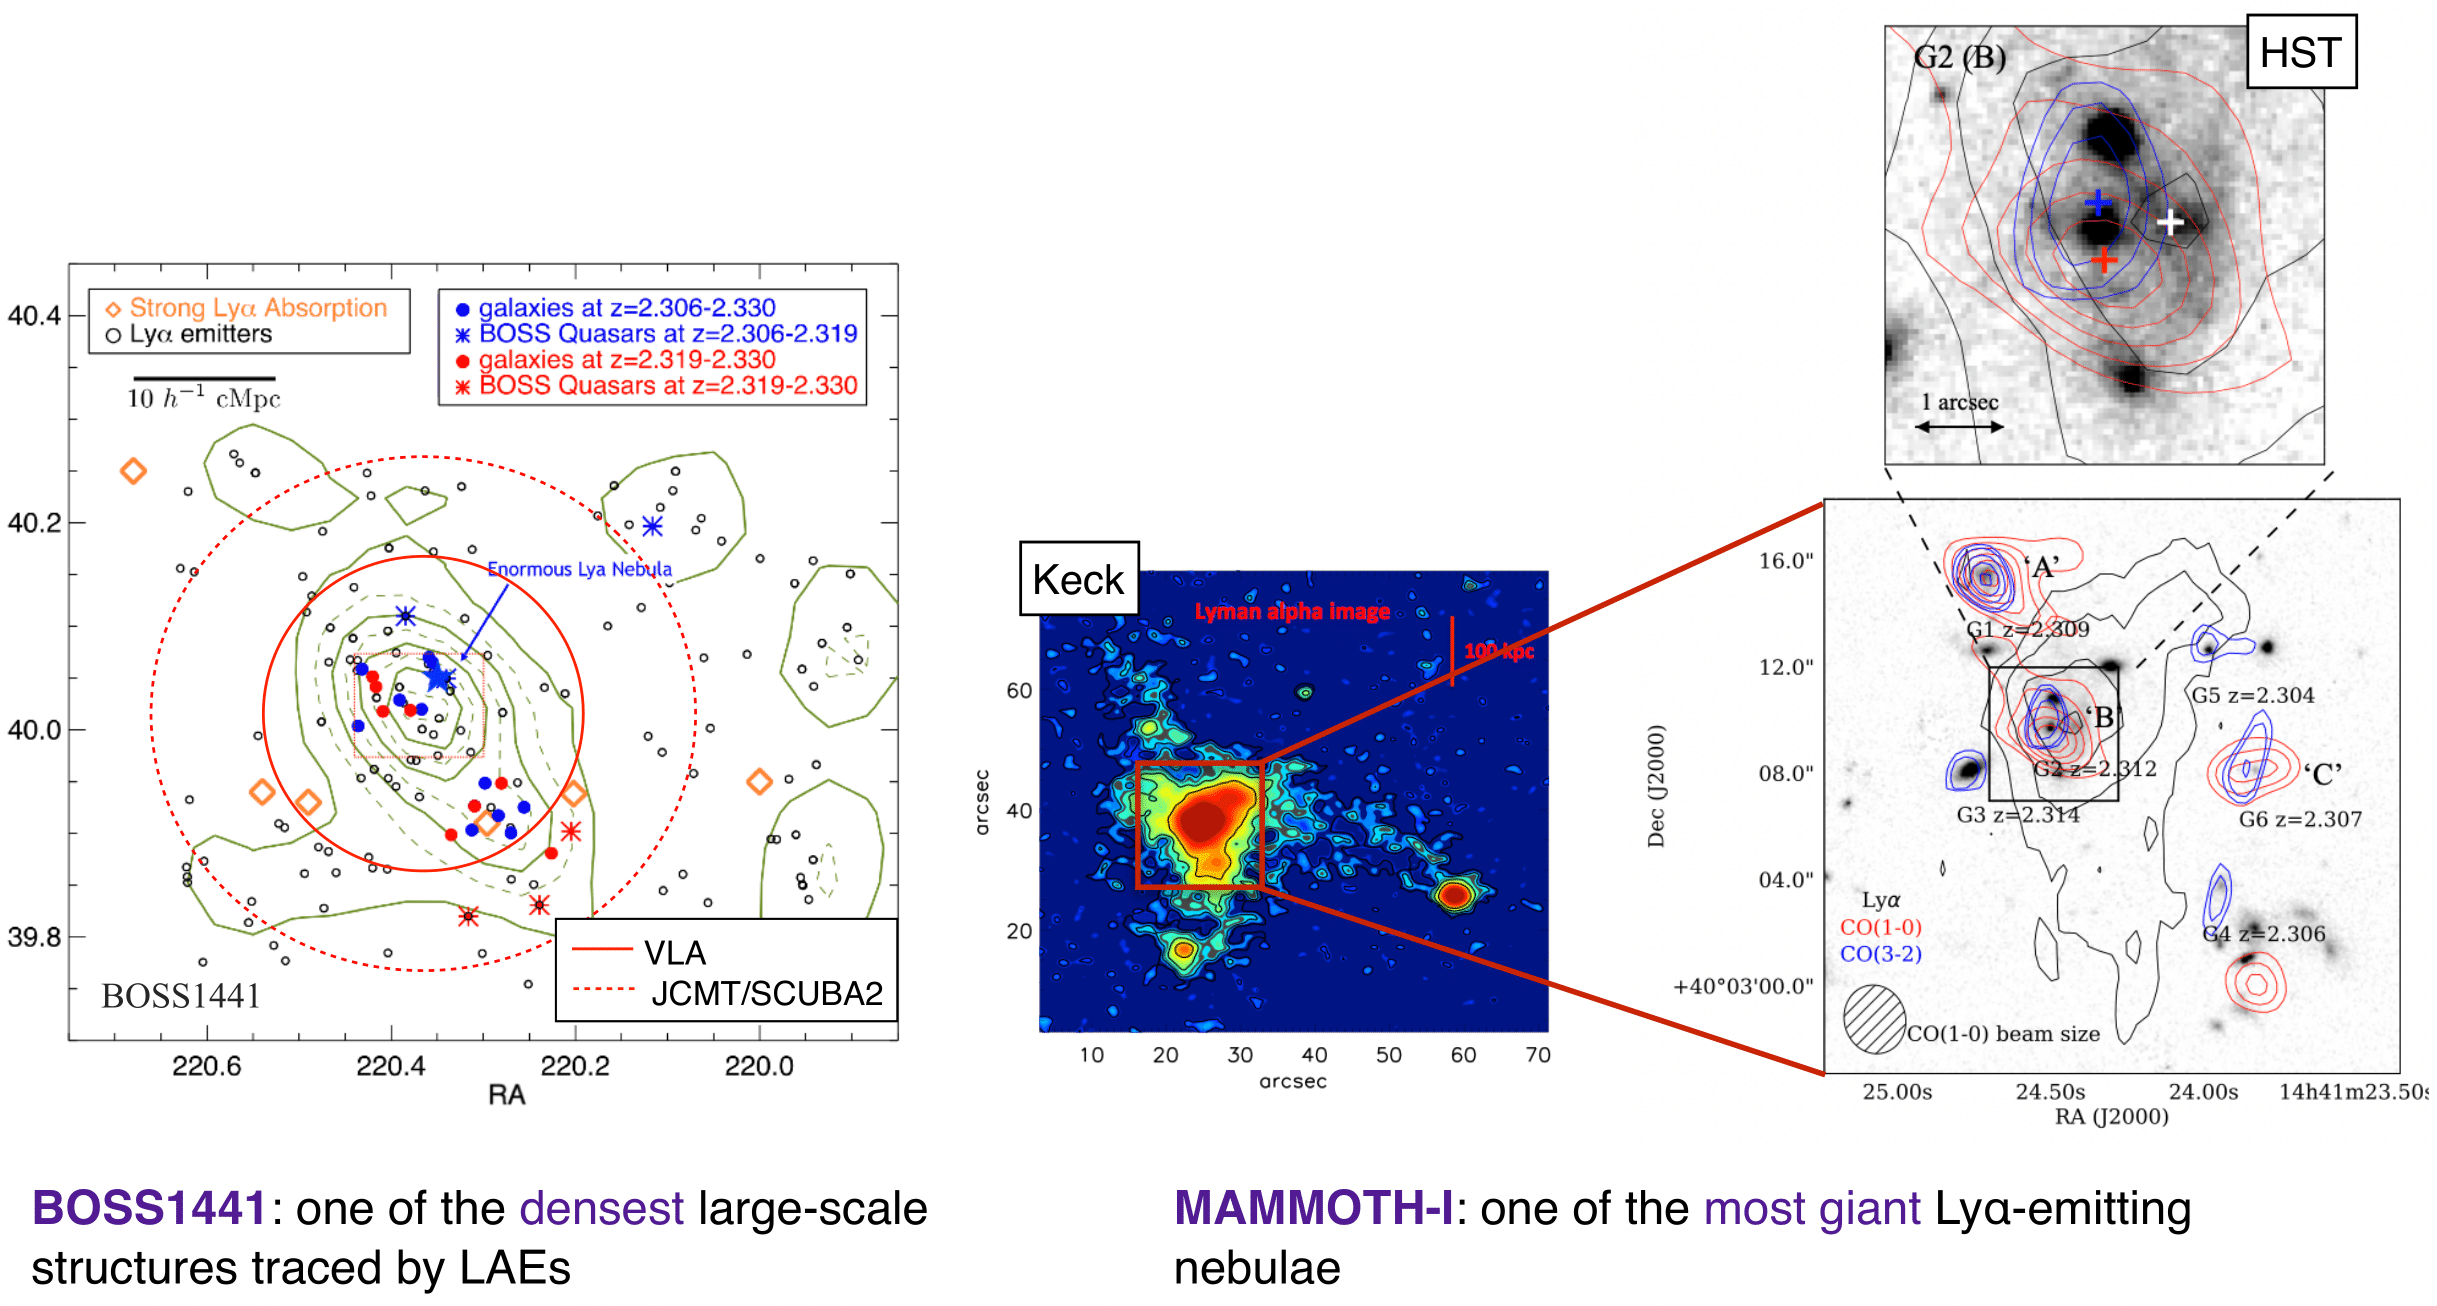 Strong Lyα Absorption
Lyα emitters
10 h⁻¹ cMpc
galaxies at z=2.306-2.330
BOSS Quasars at z=2.306-2.319
galaxies at z=2.319-2.330
BOSS Quasars at z=2.319-2.330
40.4
40.2
40.0
39.8
Enormous Lya Nebula
BOSS1441
VLA
JCMT/SCUBA2
220.6
220.4
220.2
220.0
RA
Keck
Lyman alpha image
100 kpc
60
40
20
arcsec
10
20
30
40
50
60
70
arcsec
G2 (B)
HST
1 arcsec
16.0"
12.0"
08.0"
04.0"
+40°03'00.0"
Dec (J2000)
'A'
G1 z=2.309
G5 z=2.304
'B'
G2 z=2.312
'C'
G3 z=2.314
G6 z=2.307
G4 z=2.306
Lyα
CO(1-0)
CO(3-2)
CO(1-0) beam size
25.00s
24.50s
24.00s
14h41m23.50s
RA (J2000)
BOSS1441: one of the densest large-scale
structures traced by LAEs
MAMMOTH-I: one of the most giant Lyα-emitting
nebulae